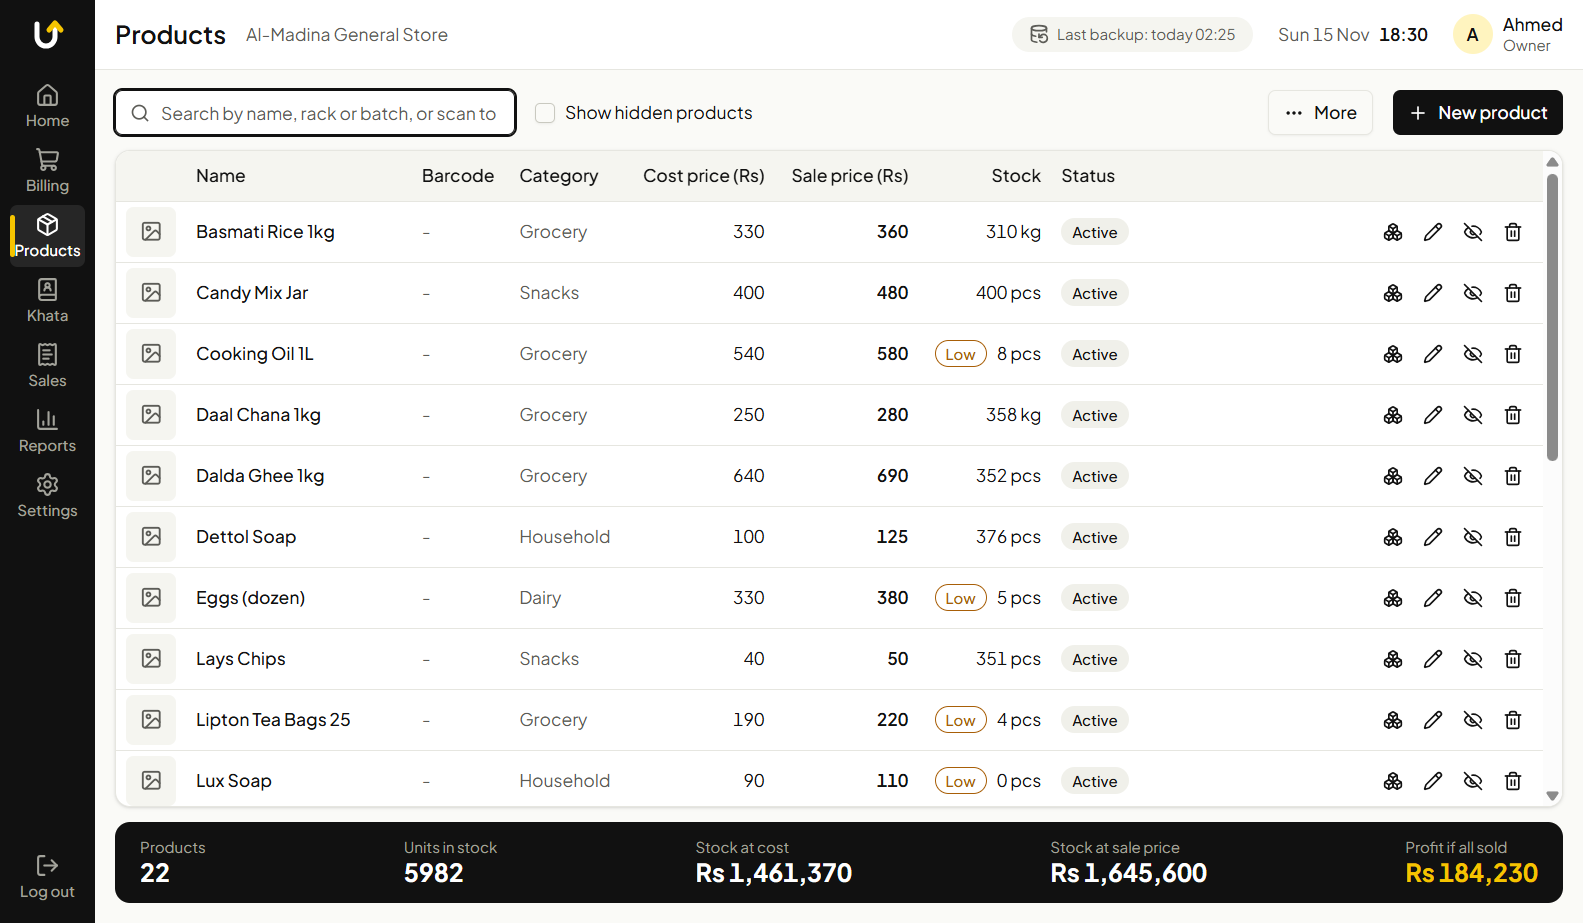 Products
Al-Madina General Store
Last backup: today 02:25
Sun 15 Nov 18:30
A
Ahmed
Owner
Home
Billing
Products
Khata
Sales
Reports
Settings
Log out
Search by name, rack or batch, or scan to
Show hidden products
More
New product
Name Barcode Category Cost price (Rs) Sale price (Rs) Stock Status
Basmati Rice 1kg - Grocery 330 360 310 kg Active
Candy Mix Jar - Snacks 400 480 400 pcs Active
Cooking Oil 1L - Grocery 540 580 Low 8 pcs Active
Daal Chana 1kg - Grocery 250 280 358 kg Active
Dalda Ghee 1kg - Grocery 640 690 352 pcs Active
Dettol Soap - Household 100 125 376 pcs Active
Eggs (dozen) - Dairy 330 380 Low 5 pcs Active
Lays Chips - Snacks 40 50 351 pcs Active
Lipton Tea Bags 25 - Grocery 190 220 Low 4 pcs Active
Lux Soap - Household 90 110 Low 0 pcs Active
Products
22
Units in stock
5982
Stock at cost
Rs 1,461,370
Stock at sale price
Rs 1,645,600
Profit if all sold
Rs 184,230